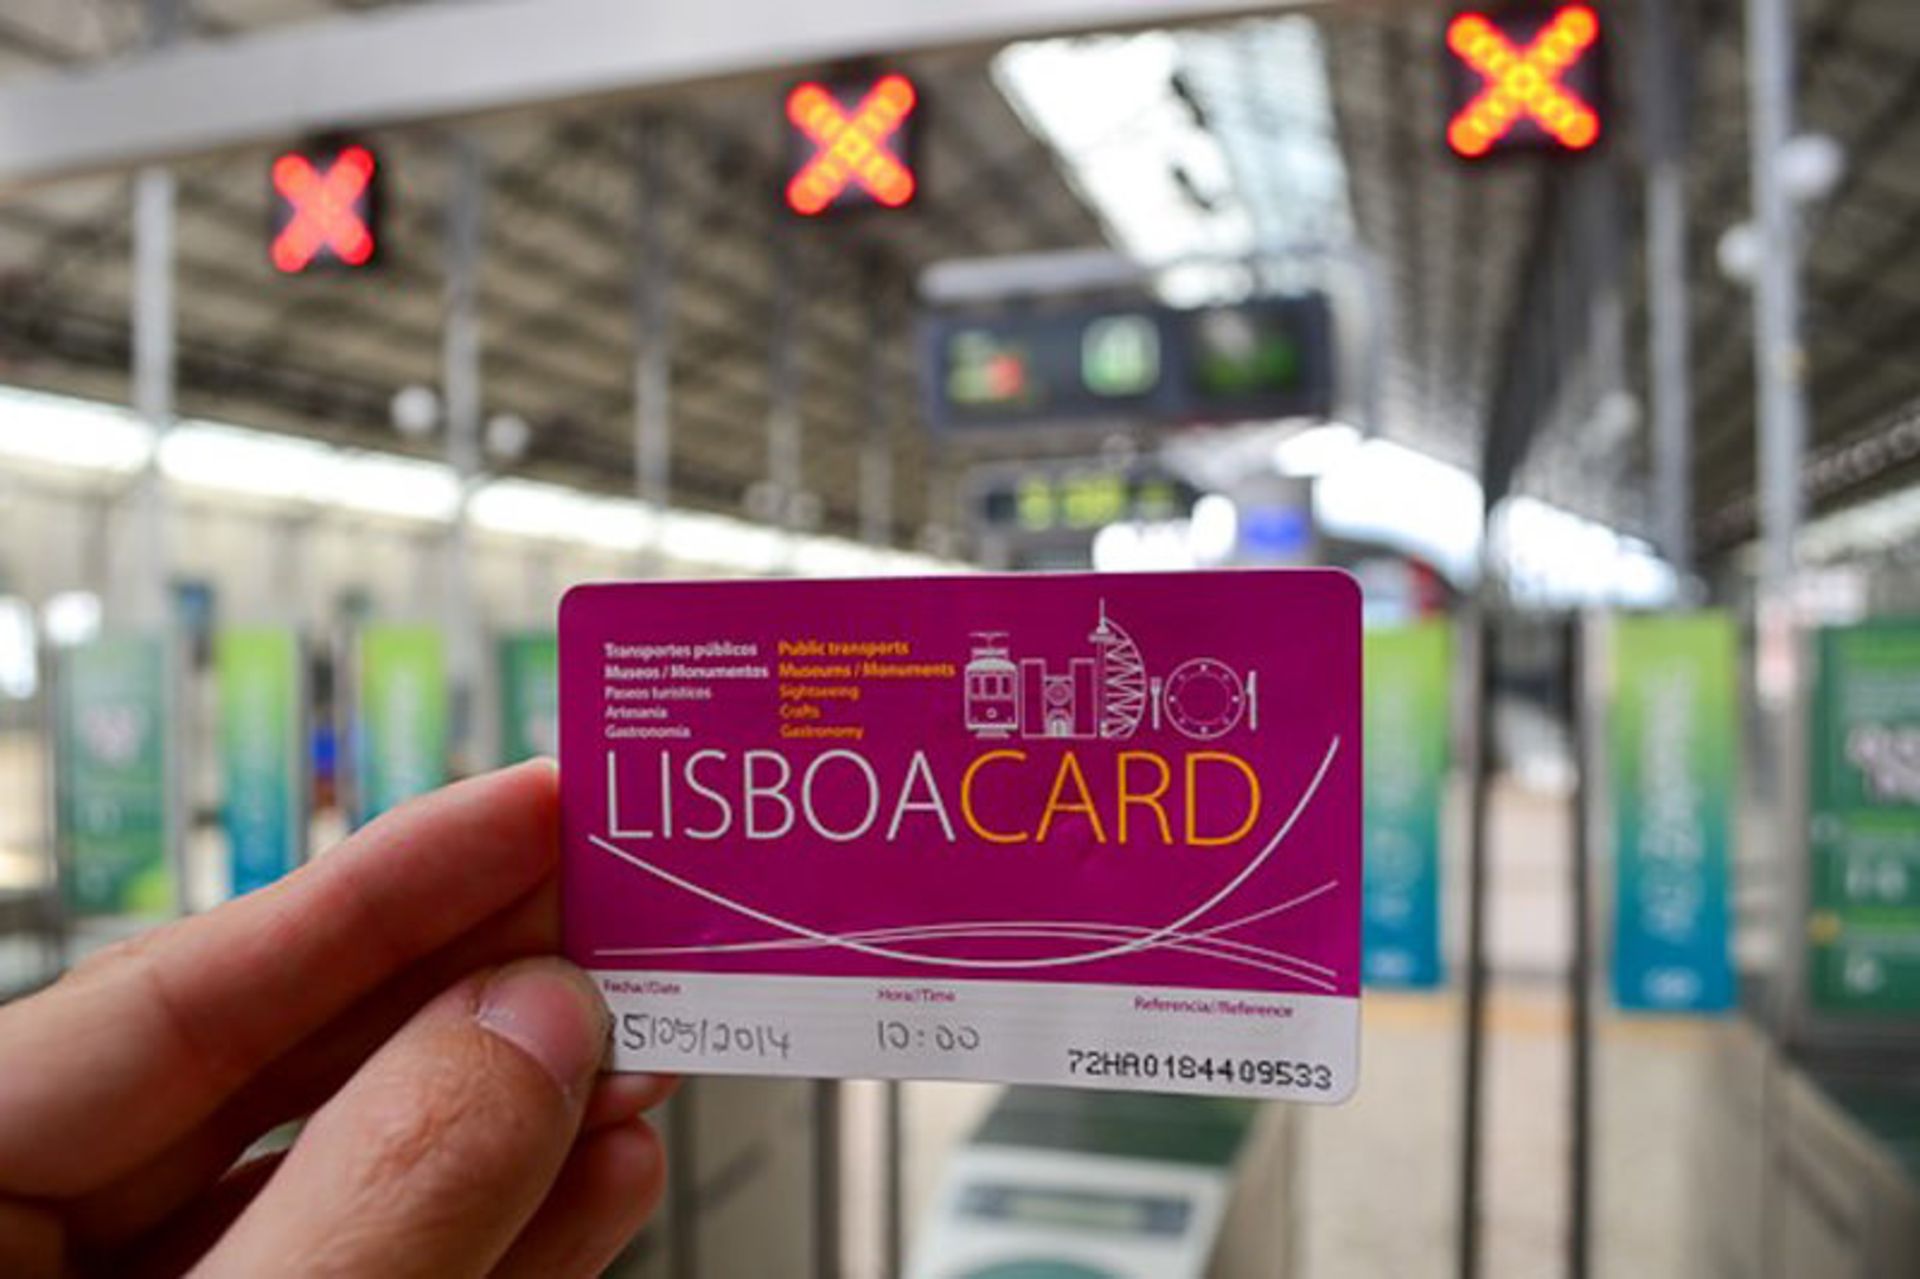 Transportes públicos
Museos / Monumentos
Paseos turísticos
Artesanía
Gastronomía
Public transports
Museums / Monuments
Sightseeing
Crafts
Gastronomy
LISBOACARD
Fecha//Date
Hora//Time
Referencia//Reference
5/05/2014
10:00
72HA0184409533